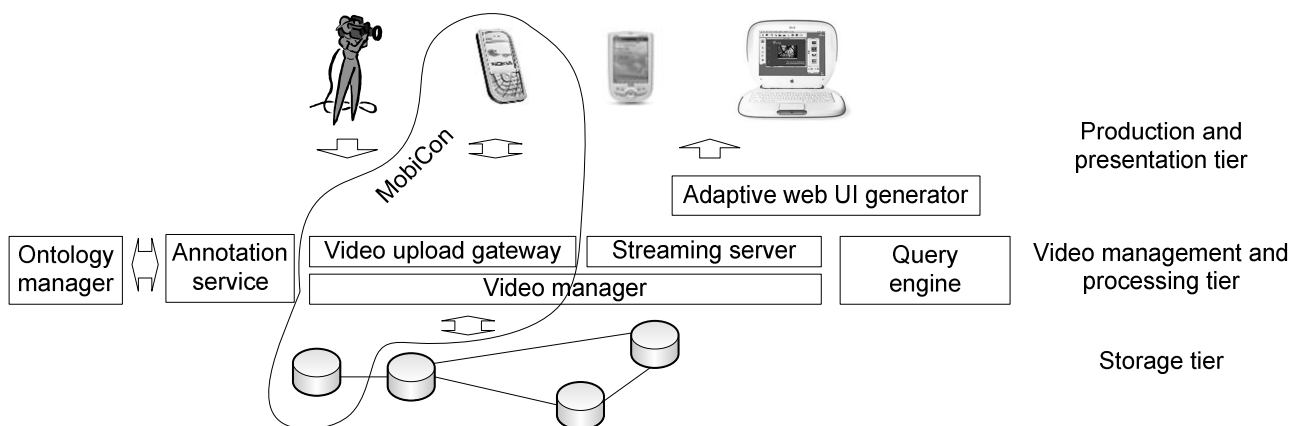 NOKIA
Production and
presentation tier
MobiCon
Adaptive web UI generator
Ontology
manager
Annotation
service
Video upload gateway
Streaming server
Video manager
Query
engine
Video management and
processing tier
Storage tier